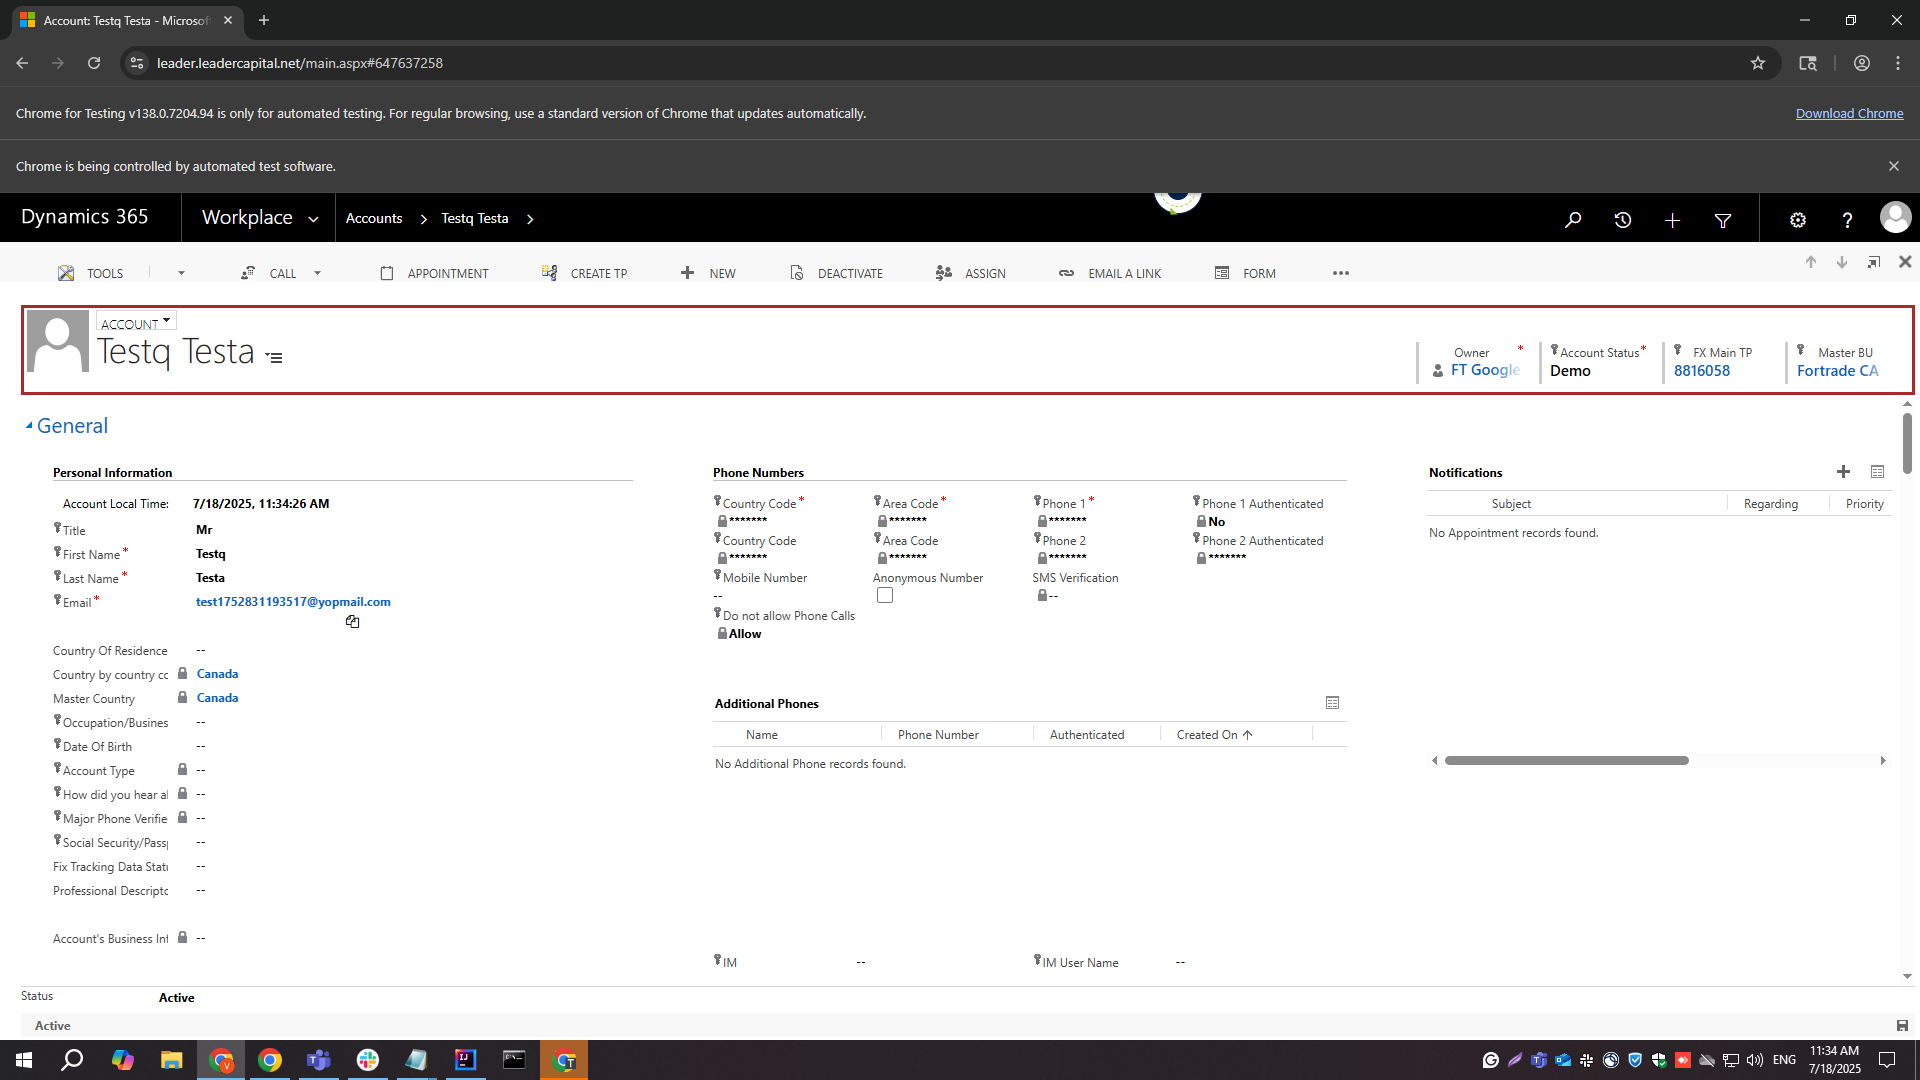 Account: Testq Testa - Microsof
leader.leadercapital.net/main.aspx#647637258
Chrome for Testing v138.0.7204.94 is only for automated testing. For regular browsing, use a standard version of Chrome that updates automatically.
Download Chrome
Chrome is being controlled by automated test software.
Dynamics 365
Workplace
Accounts
Testq Testa
TOOLS
CALL
APPOINTMENT
CREATE TP
NEW
DEACTIVATE
ASSIGN
EMAIL A LINK
FORM
ACCOUNT
Testq Testa
Owner *
FT Google
Account Status *
Demo
FX Main TP
8816058
Master BU
Fortrade CA
General
Personal Information
Account Local Time: 7/18/2025, 11:34:26 AM
Title Mr
First Name * Testq
Last Name * Testa
Email * test1752831193517@yopmail.com
Country Of Residence --
Country by country cc Canada
Master Country Canada
Occupation/Busines --
Date Of Birth --
Account Type --
How did you hear al --
Major Phone Verifie --
Social Security/Pass --
Fix Tracking Data Statu --
Professional Descripto --
Account's Business Inf --
Phone Numbers
Country Code * Area Code * Phone 1 * Phone 1 Authenticated
******* ******* ******* No
Country Code Area Code Phone 2 Phone 2 Authenticated
******* ******* ******* *******
Mobile Number Anonymous Number SMS Verification
-- --
Do not allow Phone Calls
Allow
Additional Phones
Name Phone Number Authenticated Created On
No Additional Phone records found.
IM -- IM User Name --
Notifications
Subject Regarding Priority
No Appointment records found.
Status Active
Active
ENG
11:34 AM
7/18/2025